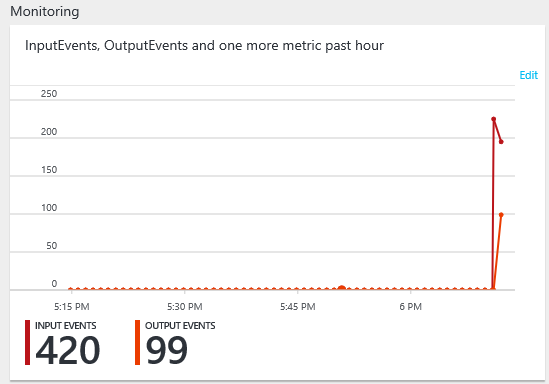 Monitoring
InputEvents, OutputEvents and one more metric past hour
Edit
250
200
150
100
50
0
5:15 PM 5:30 PM 5:45 PM 6 PM
INPUT EVENTS
420
OUTPUT EVENTS
99